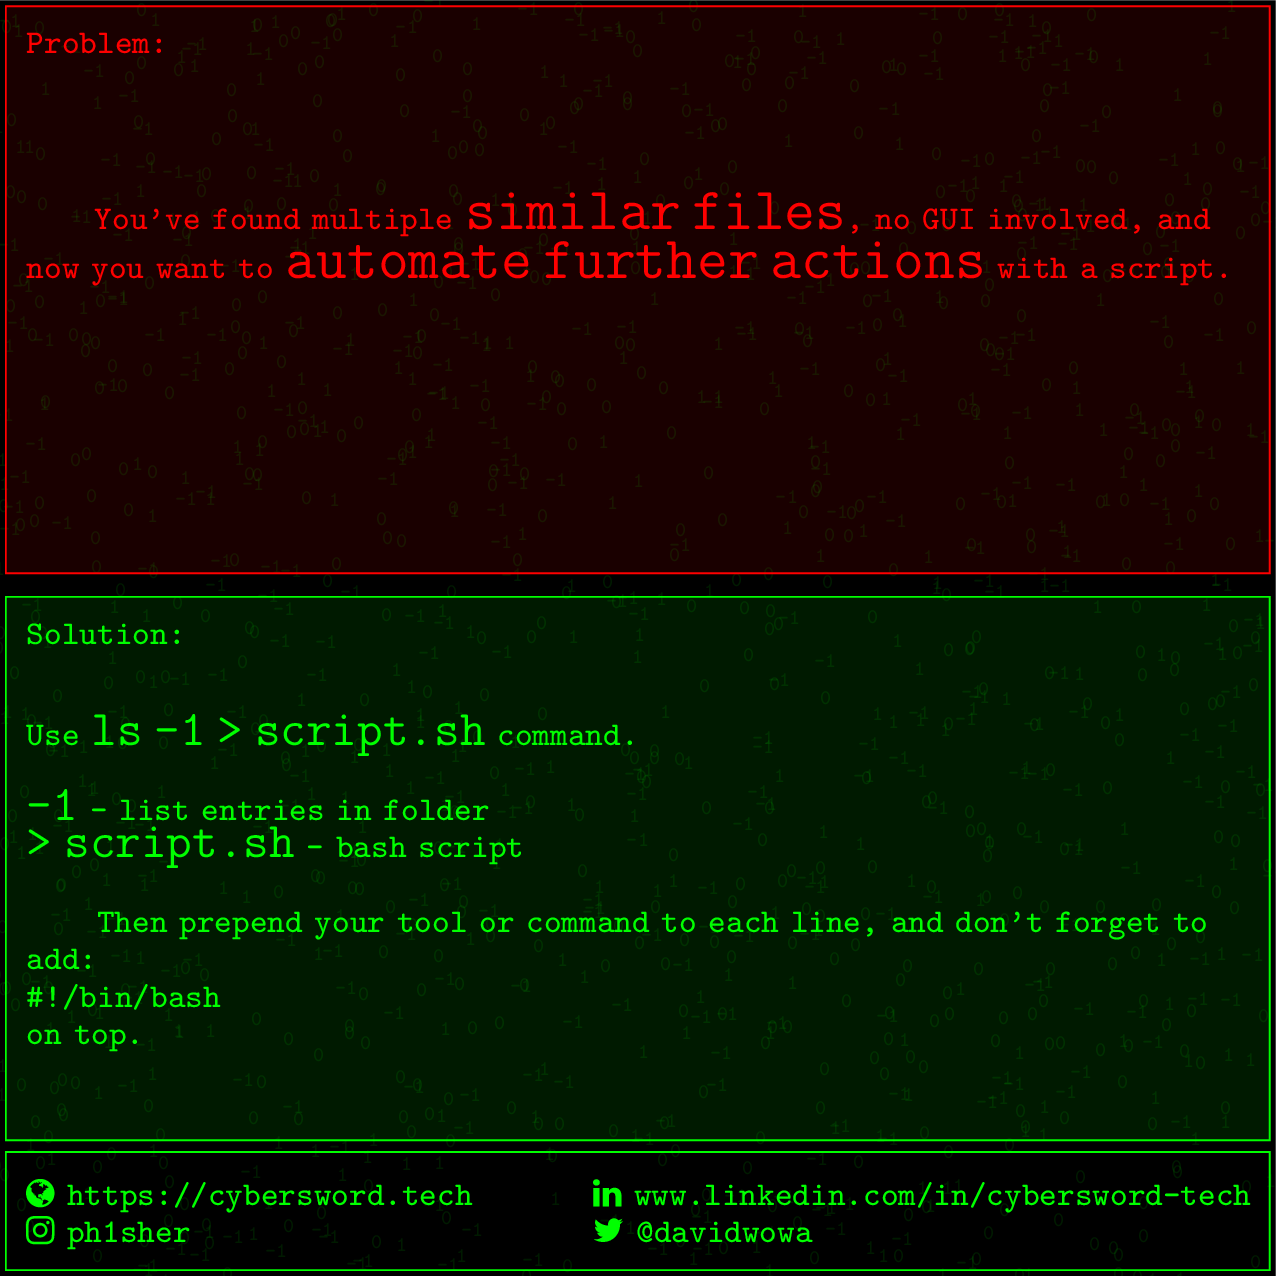 Problem:
You've found multiple similar files, no GUI involved, and
now you want to automate further actions with a script.
Solution:
Use ls -1 > script.sh command.
-1 - list entries in folder
> script.sh - bash script
Then prepend your tool or command to each line, and don't forget to
add:
#!/bin/bash
on top.
https://cybersword.tech
www.linkedin.com/in/cybersword-tech
ph1sher
@davidwowa